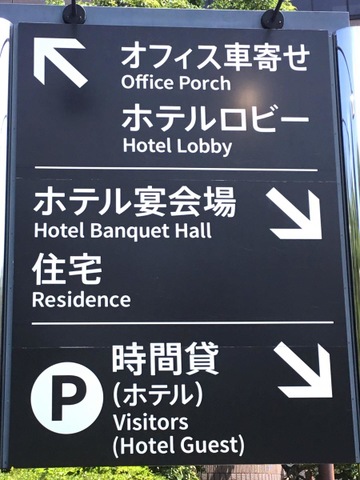 オフィス車寄せ
Office Porch
ホテルロビー
Hotel Lobby
ホテル宴会場
Hotel Banquet Hall
住宅
Residence
P
時間貸
(ホテル)
Visitors
(Hotel Guest)